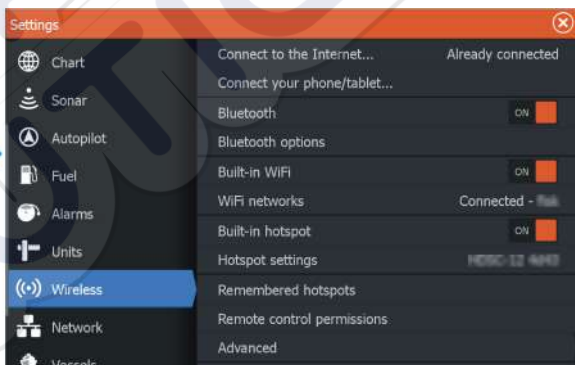 Settings
Chart
Sonar
Autopilot
Fuel
Alarms
Units
Wireless
Network
Vessels
Connect to the Internet... Already connected
Connect your phone/tablet...
Bluetooth ON
Bluetooth options
Built-in WiFi ON
WiFi networks Connected -
Built-in hotspot ON
Hotspot settings
Remembered hotspots
Remote control permissions
Advanced